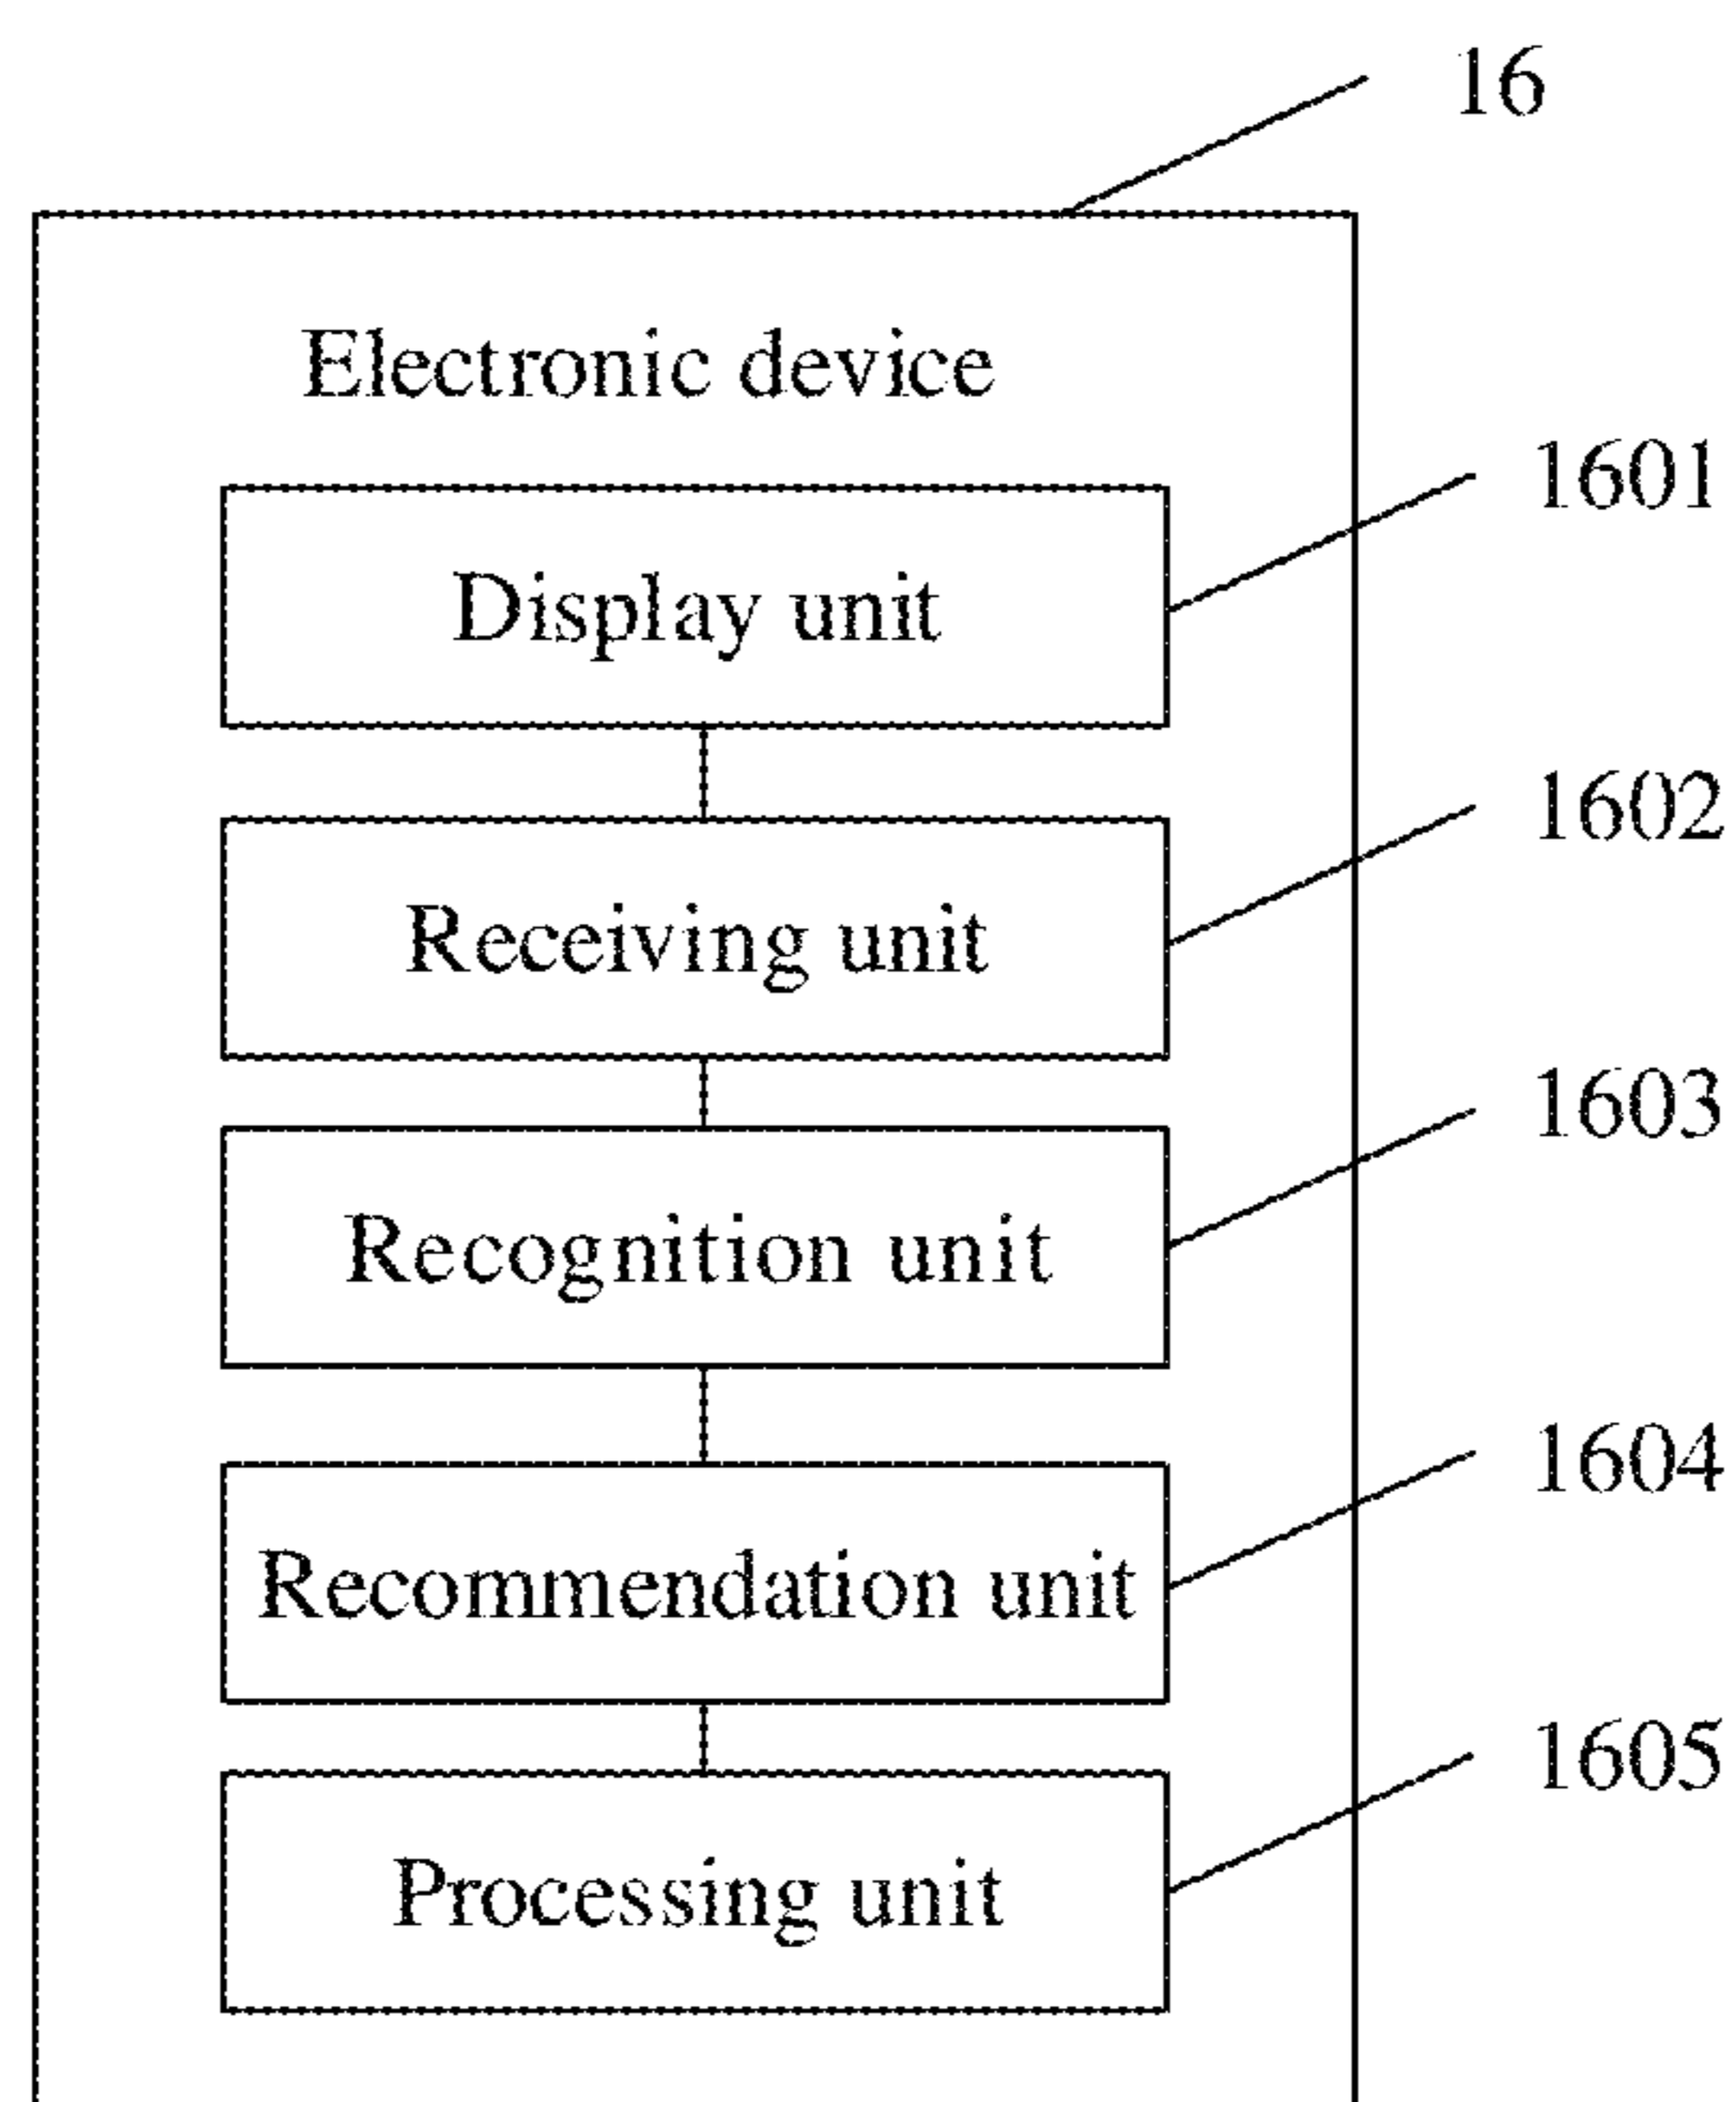 16
Electronic device
1601
Display unit
1602
Receiving unit
1603
Recognition unit
1604
Recommendation unit
1605
Processing unit